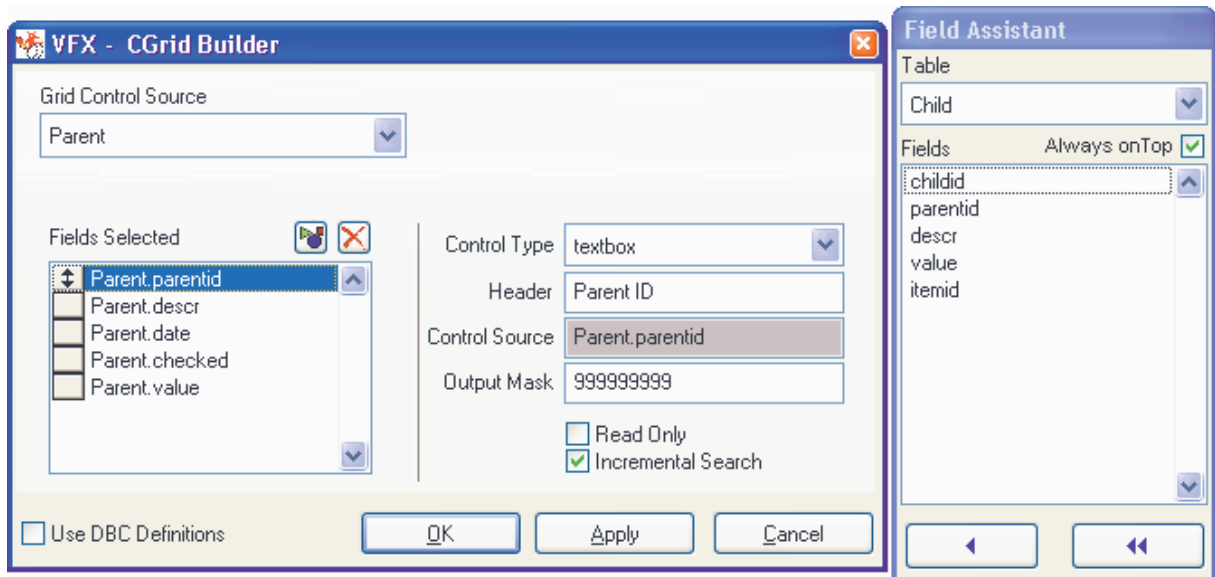 VFX - CGrid Builder
Grid Control Source
Parent
Fields Selected
Parent.parentid
Parent.descr
Parent.date
Parent.checked
Parent.value
Control Type textbox
Header Parent ID
Control Source Parent.parentid
Output Mask 999999999
Read Only
Incremental Search
Use DBC Definitions
OK Apply Cancel
Field Assistant
Table
Child
Fields Always onTop
childid
parentid
descr
value
itemid